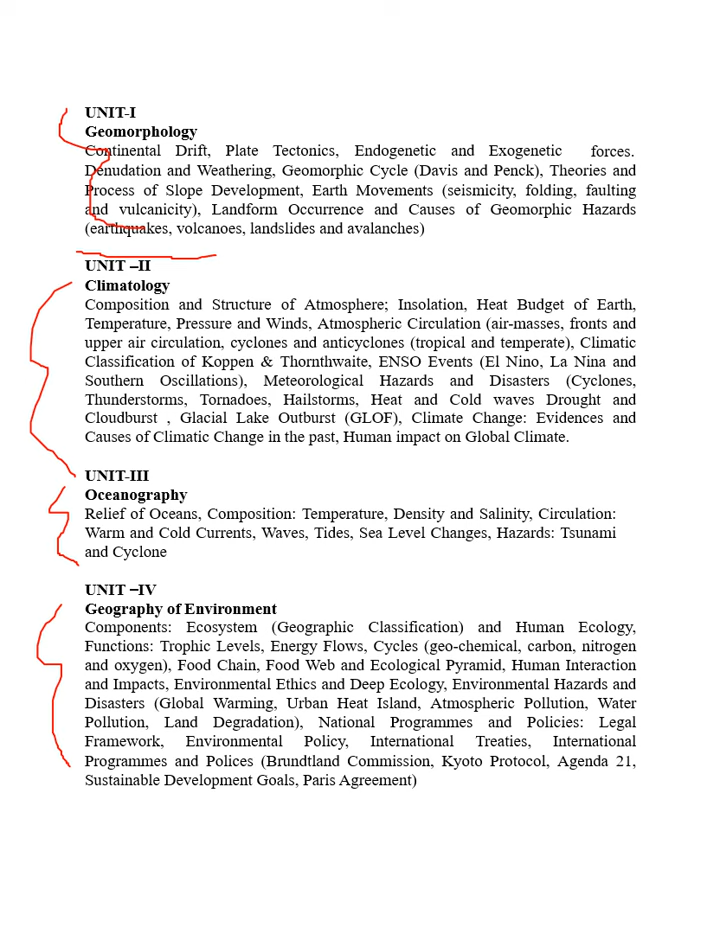 UNIT-I
Geomorphology
Continental Drift, Plate Tectonics, Endogenetic and Exogenetic forces.
Denudation and Weathering, Geomorphic Cycle (Davis and Penck), Theories and
Process of Slope Development, Earth Movements (seismicity, folding, faulting
and vulcanicity), Landform Occurrence and Causes of Geomorphic Hazards
(earthquakes, volcanoes, landslides and avalanches)
UNIT –II
Climatology
Composition and Structure of Atmosphere; Insolation, Heat Budget of Earth,
Temperature, Pressure and Winds, Atmospheric Circulation (air-masses, fronts and
upper air circulation, cyclones and anticyclones (tropical and temperate), Climatic
Classification of Koppen & Thornthwaite, ENSO Events (El Nino, La Nina and
Southern Oscillations), Meteorological Hazards and Disasters (Cyclones,
Thunderstorms, Tornadoes, Hailstorms, Heat and Cold waves Drought and
Cloudburst , Glacial Lake Outburst (GLOF), Climate Change: Evidences and
Causes of Climatic Change in the past, Human impact on Global Climate.
UNIT-III
Oceanography
Relief of Oceans, Composition: Temperature, Density and Salinity, Circulation:
Warm and Cold Currents, Waves, Tides, Sea Level Changes, Hazards: Tsunami
and Cyclone
UNIT –IV
Geography of Environment
Components: Ecosystem (Geographic Classification) and Human Ecology,
Functions: Trophic Levels, Energy Flows, Cycles (geo-chemical, carbon, nitrogen
and oxygen), Food Chain, Food Web and Ecological Pyramid, Human Interaction
and Impacts, Environmental Ethics and Deep Ecology, Environmental Hazards and
Disasters (Global Warming, Urban Heat Island, Atmospheric Pollution, Water
Pollution, Land Degradation), National Programmes and Policies: Legal
Framework, Environmental Policy, International Treaties, International
Programmes and Polices (Brundtland Commission, Kyoto Protocol, Agenda 21,
Sustainable Development Goals, Paris Agreement)